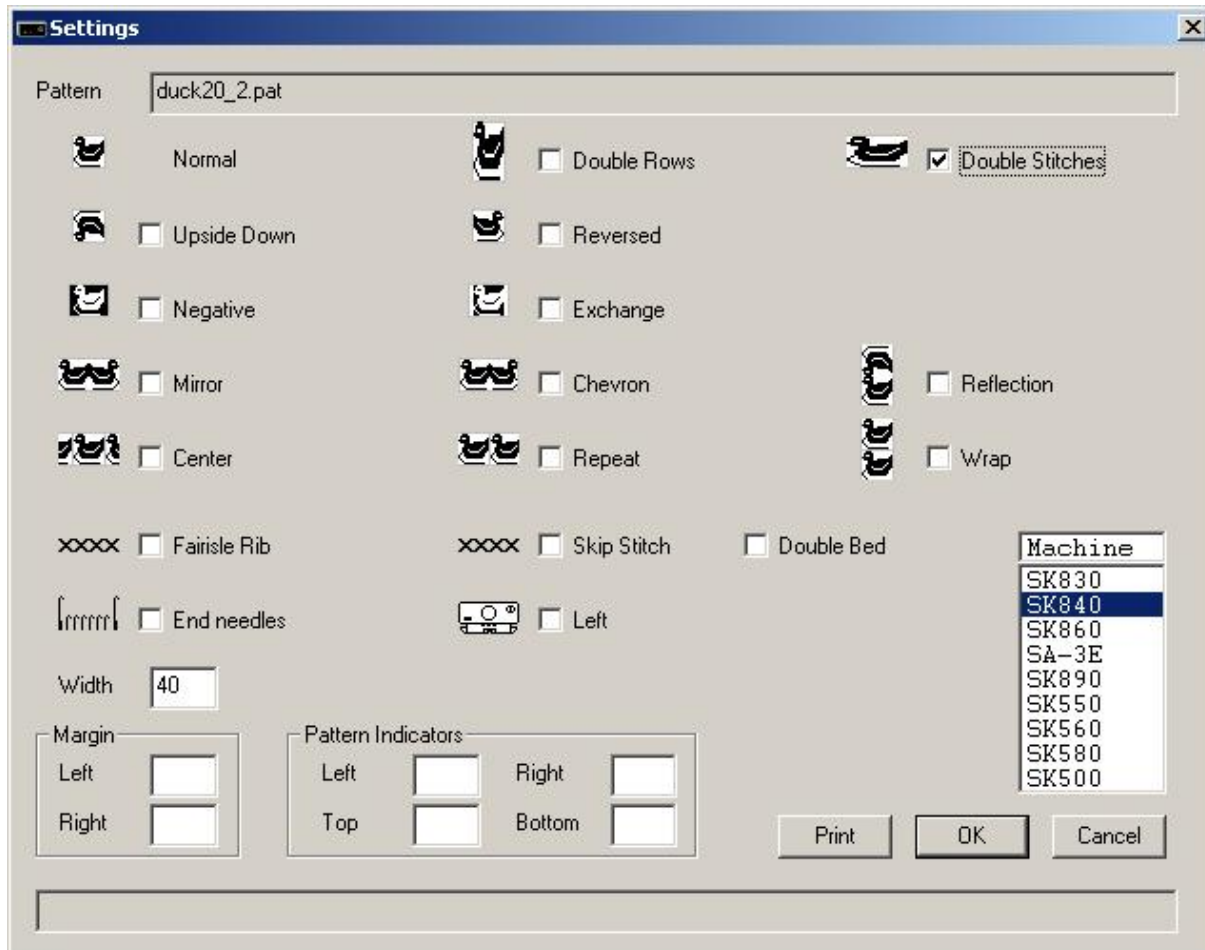 Settings
Pattern duck20_2.pat
Normal Double Rows Double Stitches
Upside Down Reversed
Negative Exchange
Mirror Chevron Reflection
Center Repeat Wrap
XXXX Fairisle Rib XXXX Skip Stitch Double Bed Machine
SK830
SK840
SK860
SA-3E
SK890
SK550
SK560
SK580
SK500
End needles Left
Width 40
Margin Pattern Indicators
Left Left Right
Right Top Bottom
Print OK Cancel